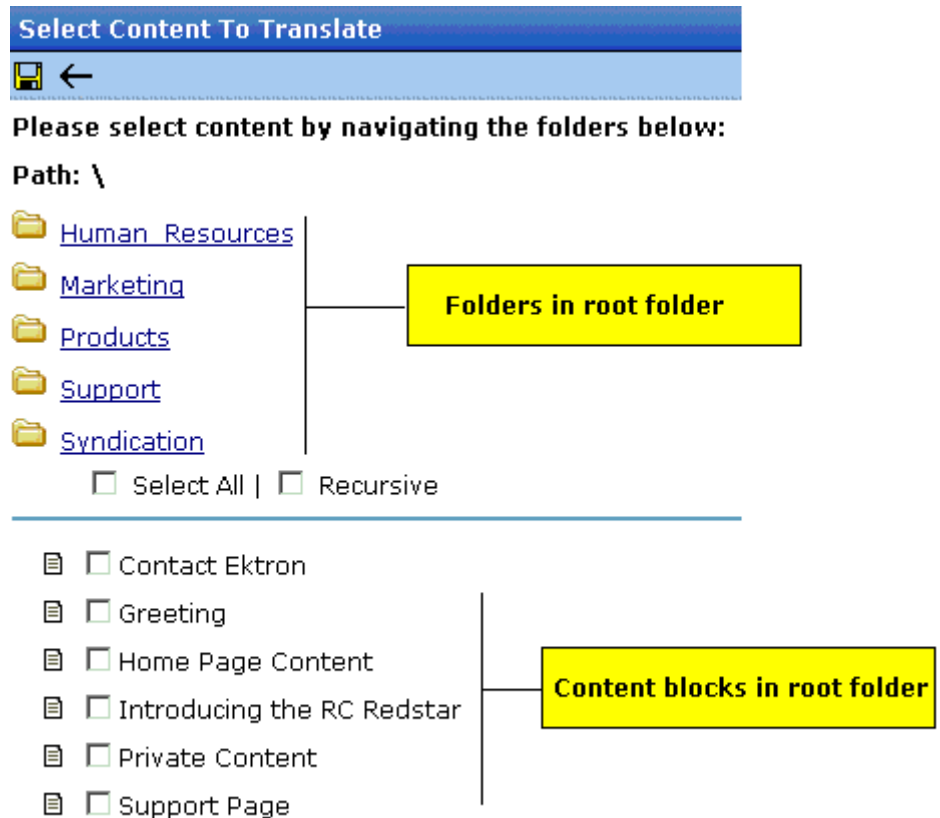 Select Content To Translate
Please select content by navigating the folders below:
Path: \
Human Resources
Marketing
Folders in root folder
Products
Support
Syndication
Select All | Recursive
Contact Ektron
Greeting
Home Page Content
Content blocks in root folder
Introducing the RC Redstar
Private Content
Support Page